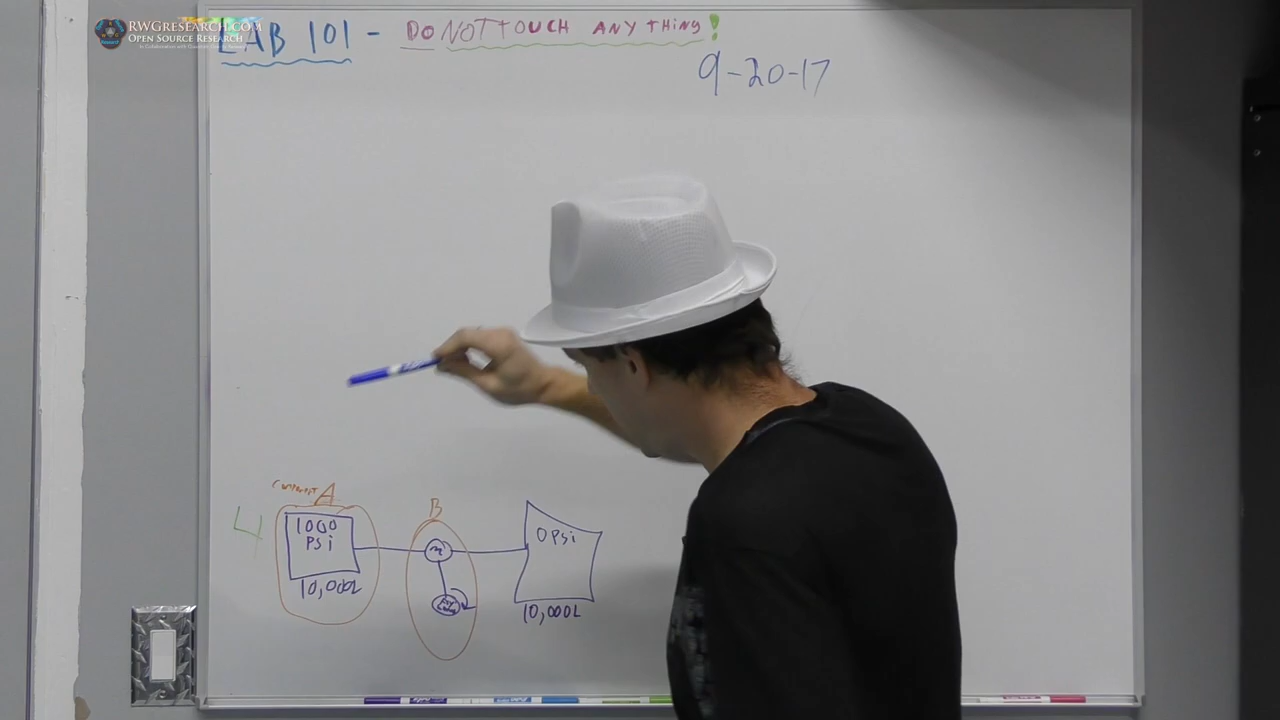 RWGresearch.com
Open Source Research
LAB 101 - DO NOT TOUCH ANY THING!
9-20-17
A
B
4
1000
PSi
10,000L
m
0 PSi
10,000L